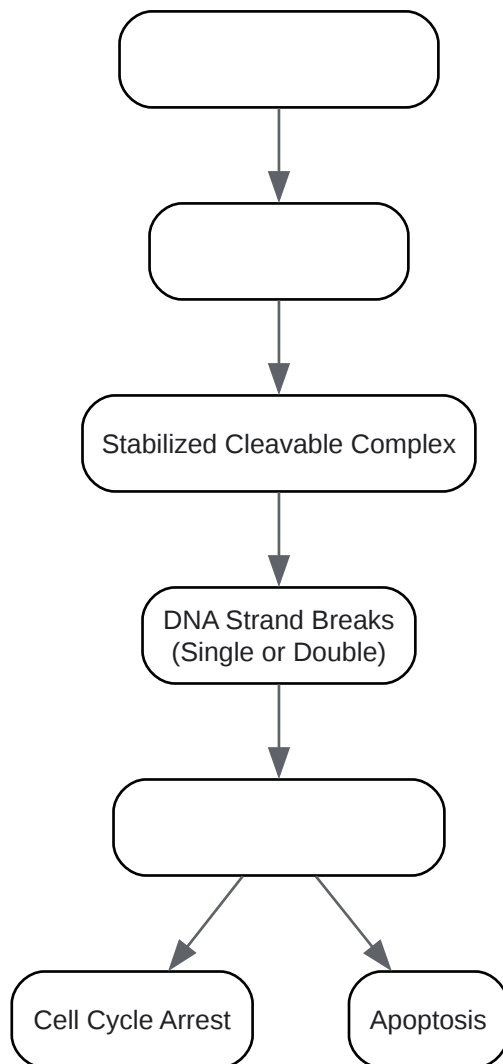 Stabilized Cleavable Complex
DNA Strand Breaks
(Single or Double)
Cell Cycle Arrest
Apoptosis